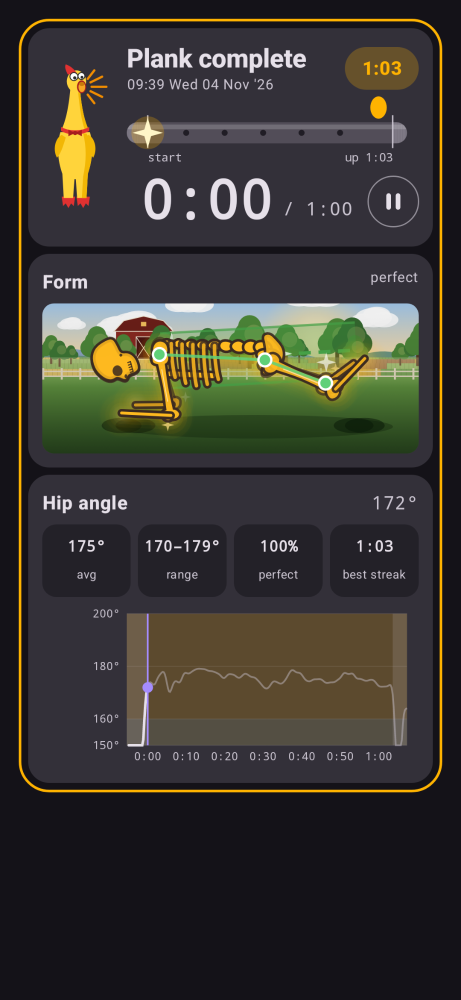 Plank complete
09:39 Wed 04 Nov '26
1:03
start
up 1:03
0:00 / 1:00
Form
perfect
Hip angle
172°
175°
avg
170–179°
range
100%
perfect
1:03
best streak
200°
180°
160°
150°
0:00 0:10 0:20 0:30 0:40 0:50 1:00